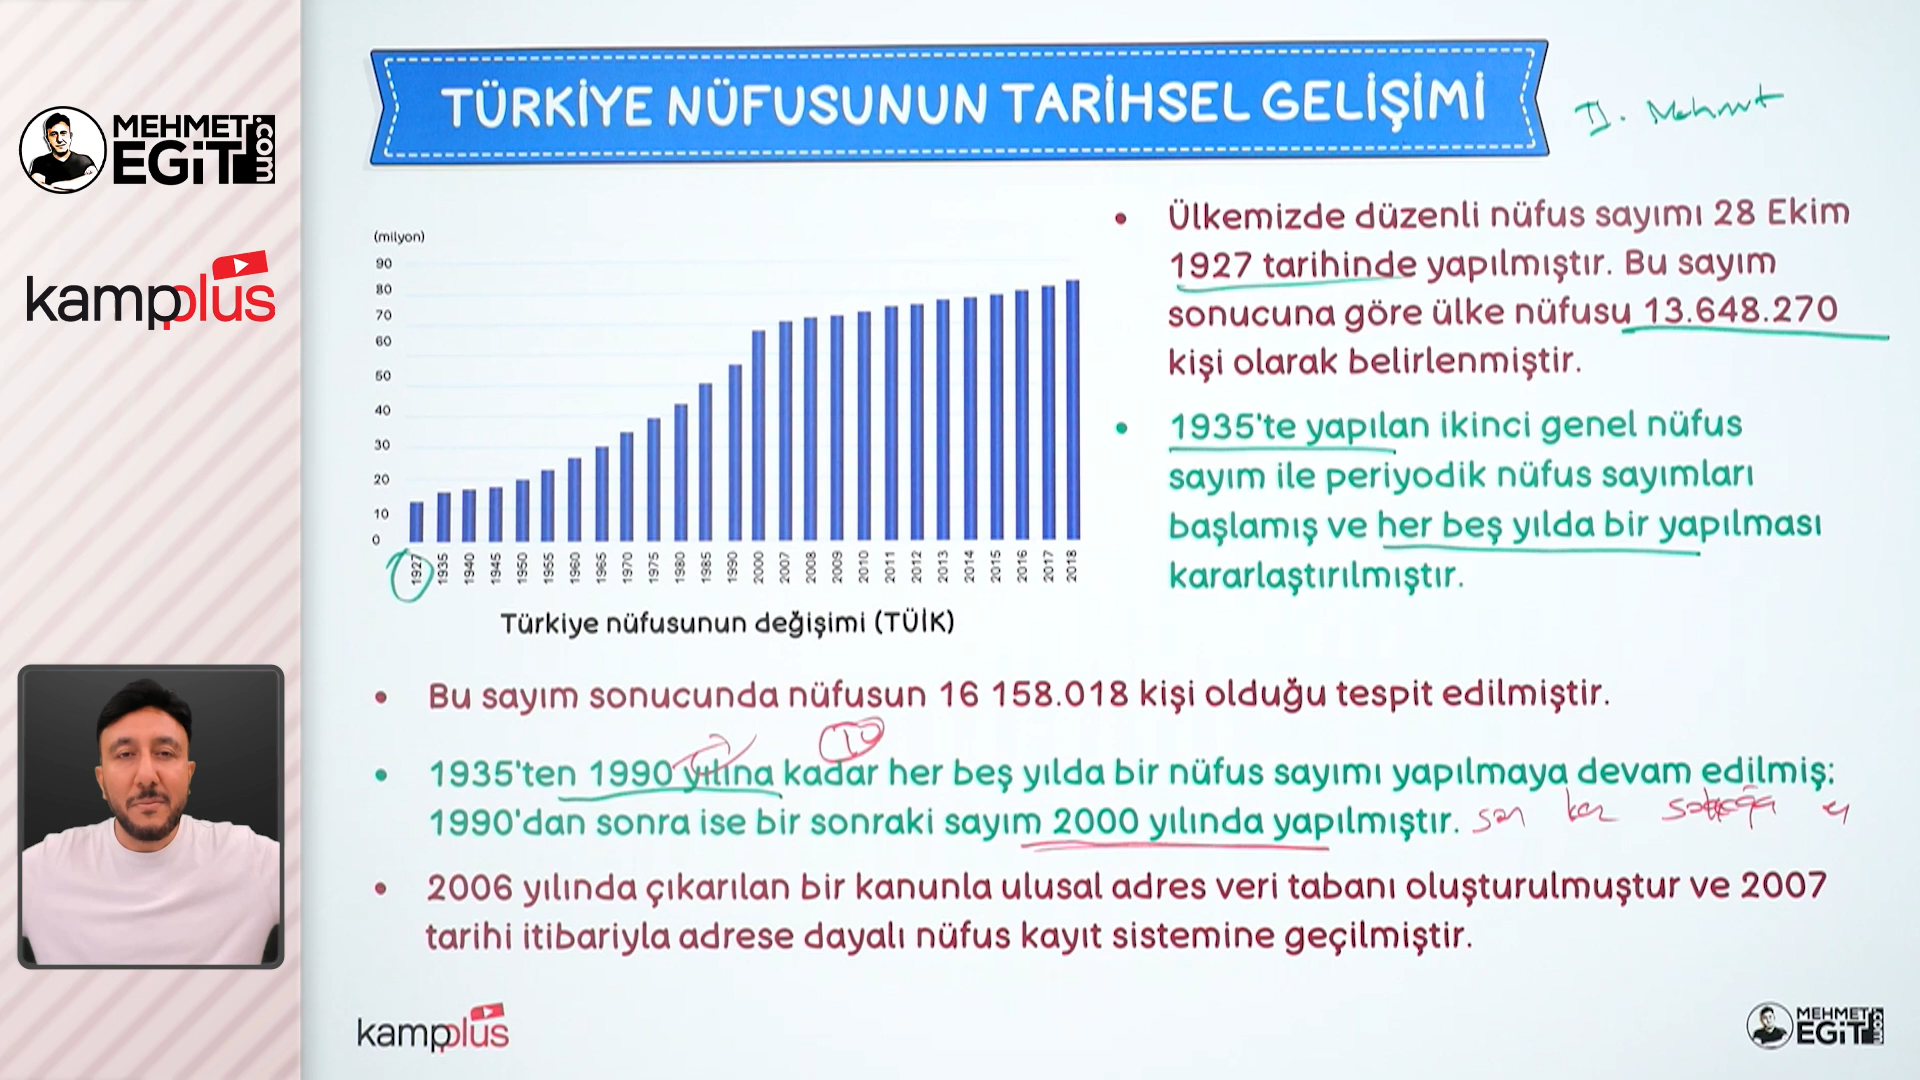 MEHMET
EGiT
.com
kampplus
TÜRKİYE NÜFUSUNUN TARİHSEL GELİŞİMİ
II. Mahmut
(milyon)
90
80
70
60
50
40
30
20
10
0
1927 1935 1940 1945 1950 1955 1960 1965 1970 1975 1980 1985 1990 2000 2007 2008 2009 2010 2011 2012 2013 2014 2015 2016 2017 2018
Türkiye nüfusunun değişimi (TÜİK)
• Ülkemizde düzenli nüfus sayımı 28 Ekim
1927 tarihinde yapılmıştır. Bu sayım
sonucuna göre ülke nüfusu 13.648.270
kişi olarak belirlenmiştir.
• 1935'te yapılan ikinci genel nüfus
sayım ile periyodik nüfus sayımları
başlamış ve her beş yılda bir yapılması
kararlaştırılmıştır.
• Bu sayım sonucunda nüfusun 16 158.018 kişi olduğu tespit edilmiştir.
10
• 1935'ten 1990 yılına kadar her beş yılda bir nüfus sayımı yapılmaya devam edilmiş;
1990'dan sonra ise bir sonraki sayım 2000 yılında yapılmıştır. son kez sokağa
• 2006 yılında çıkarılan bir kanunla ulusal adres veri tabanı oluşturulmuştur ve 2007
tarihi itibariyla adrese dayalı nüfus kayıt sistemine geçilmiştir.
kampplus
MEHMET
EGiT
.com